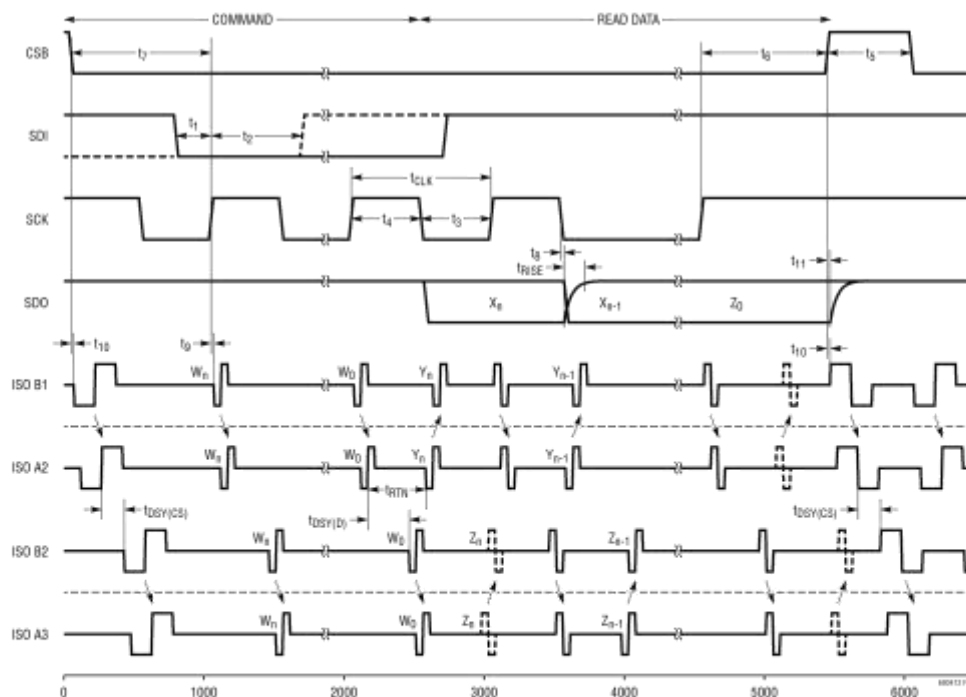 COMMAND READ DATA
CSB t7 t6 t5
SDI t1 t2
tCLK
SCK t4 t3
t8
tRISE t11
SDO Xn Xn-1 Z0
t10 t9 t10
ISO B1 Wn W0 Yn Yn-1
ISO A2 Wn W0 Yn Yn-1
tRTN
tDSY(CS) tDSY(D) tDSY(CS)
ISO B2 Wn W0 Zn Zn-1
ISO A3 Wn W0 Zn Zn-1
0 1000 2000 3000 4000 5000 6000